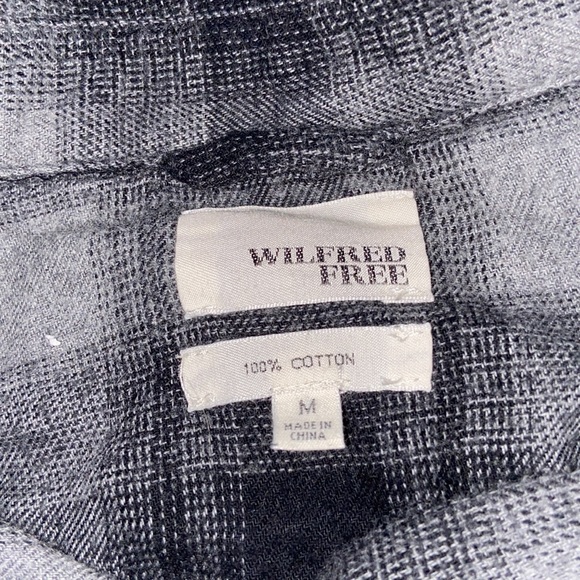 WILFRED
FREE
100% COTTON
M
MADE IN
CHINA